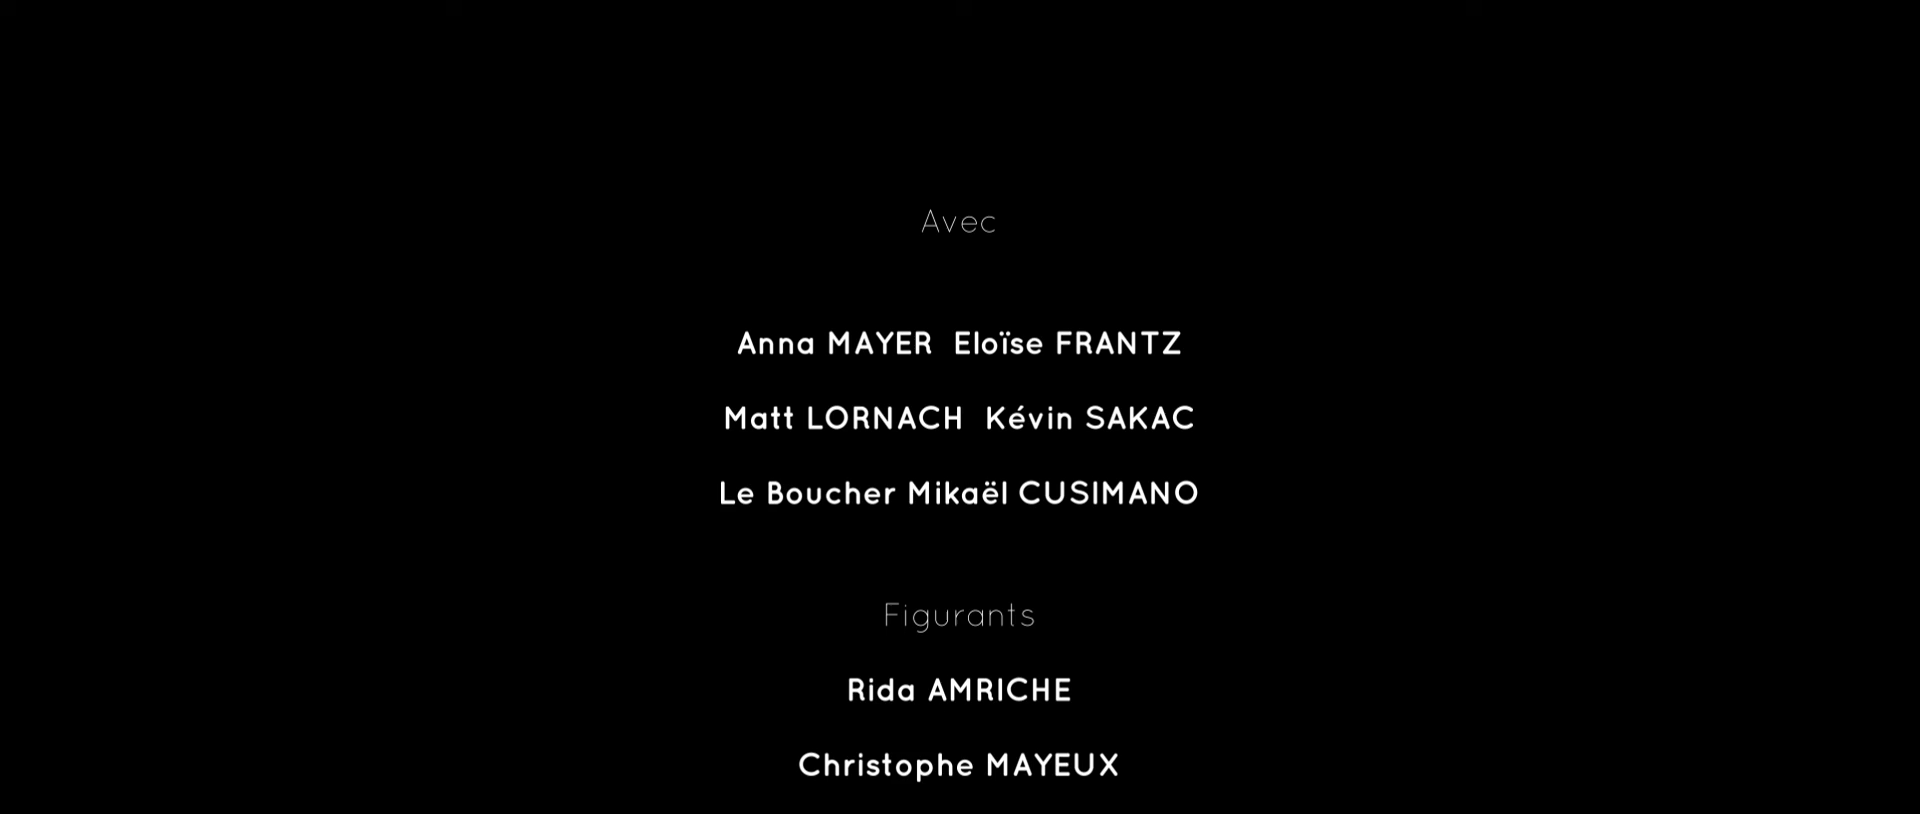 Avec
Anna MAYER Eloïse FRANTZ
Matt LORNACH Kévin SAKAC
Le Boucher Mikaël CUSIMANO
Figurants
Rida AMRICHE
Christophe MAYEUX